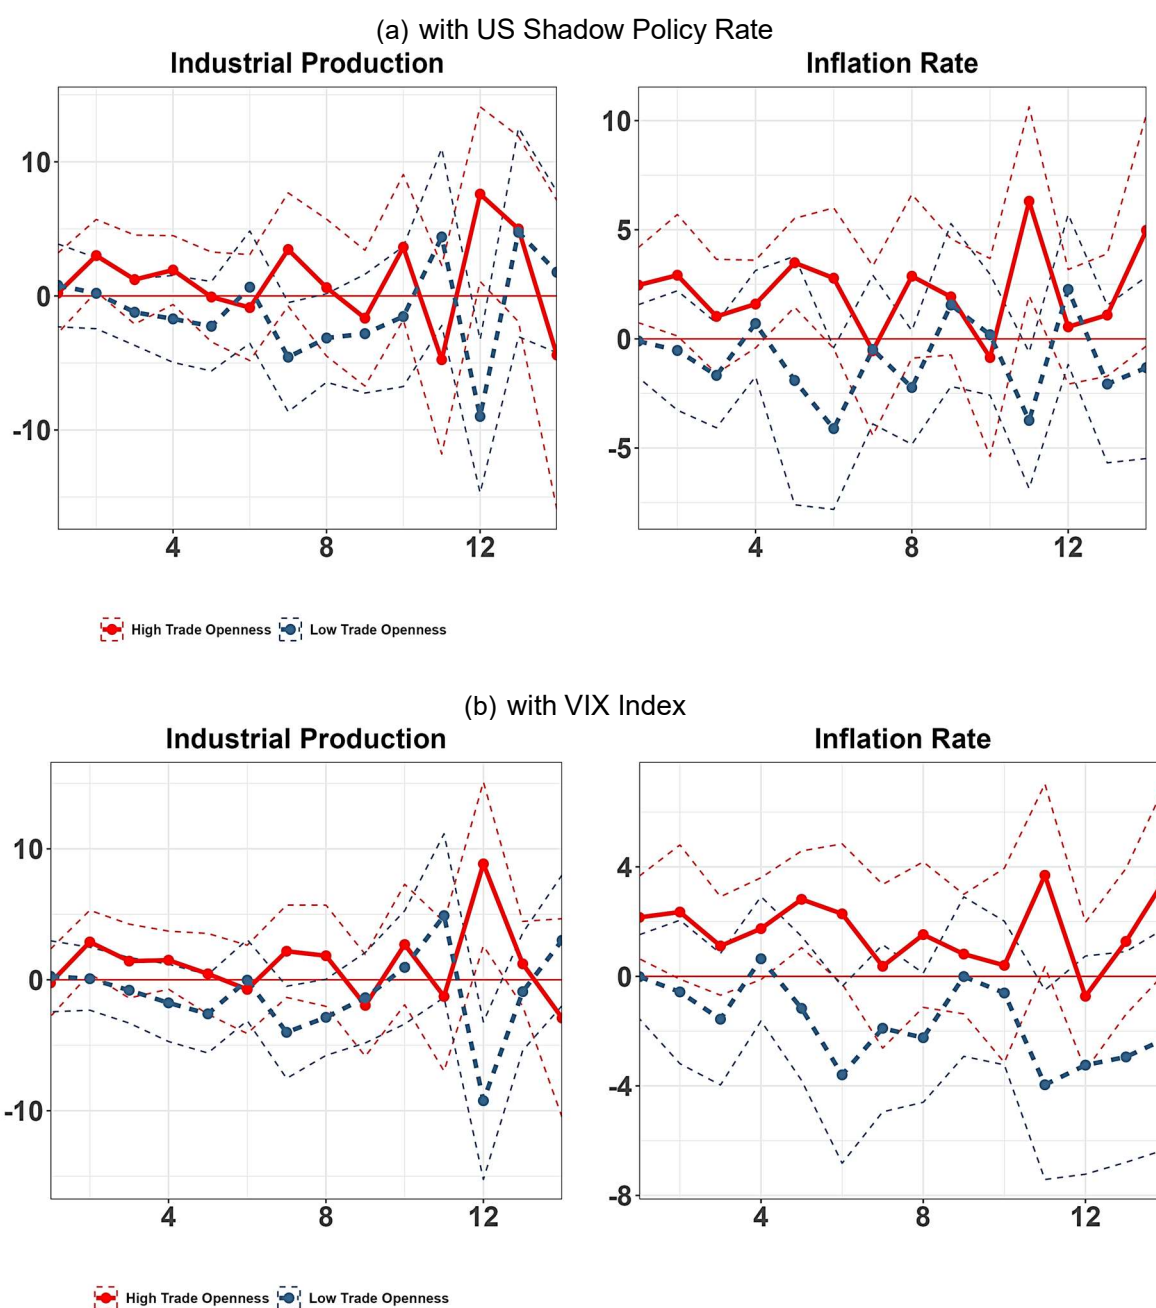 (a) with US Shadow Policy Rate
Industrial Production
Inflation Rate
10
0
-10
4
8
12
10
5
0
-5
4
8
12
High Trade Openness
Low Trade Openness
(b) with VIX Index
Industrial Production
Inflation Rate
10
0
-10
4
8
12
4
0
-4
-8
4
8
12
High Trade Openness
Low Trade Openness